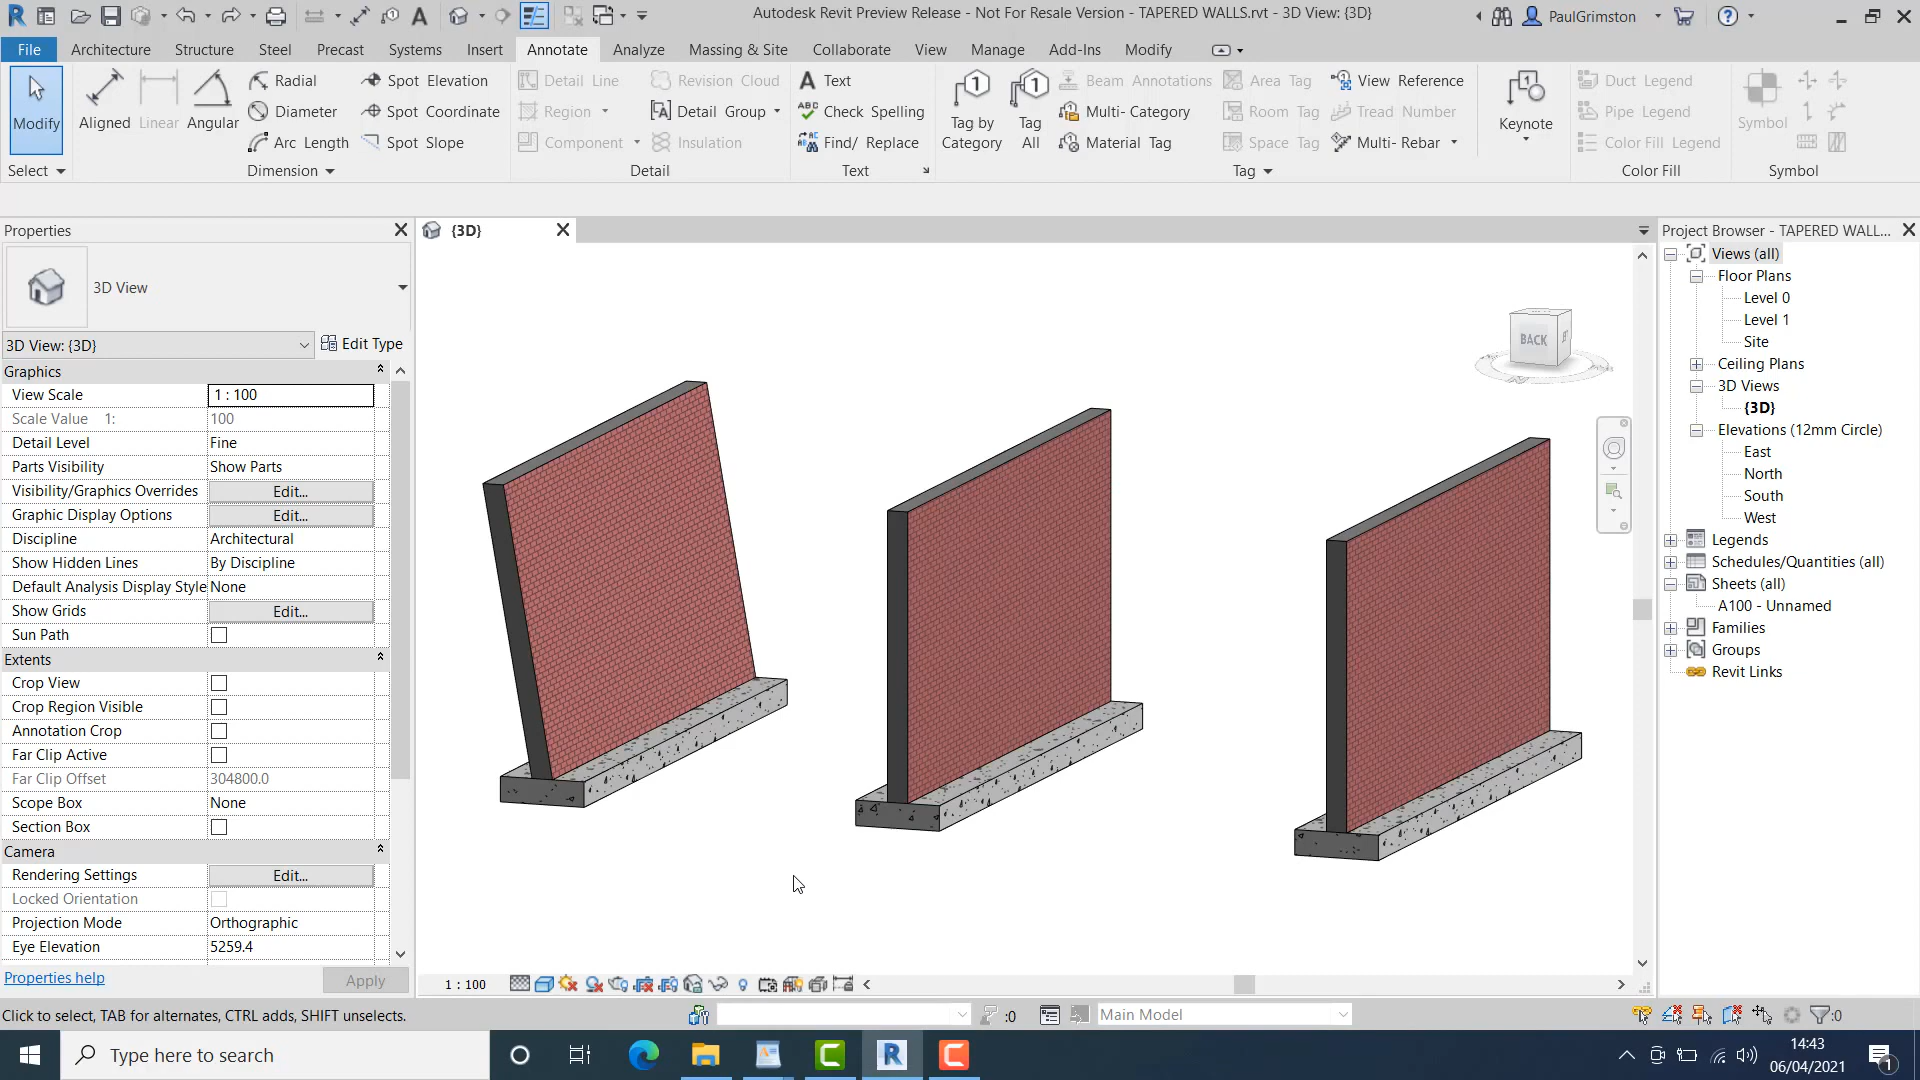 Autodesk Revit Preview Release - Not For Resale Version - TAPERED WALLS.rvt - 3D View: {3D}
PaulGrimston
File Architecture Structure Steel Precast Systems Insert Annotate Analyze Massing & Site Collaborate View Manage Add-Ins Modify
Modify
Select
Aligned
Linear
Angular
Radial
Diameter
Arc Length
Spot Elevation
Spot Coordinate
Spot Slope
Dimension
Detail Line
Region
Component
Revision Cloud
Detail Group
Insulation
Detail
Text
Check Spelling
Find/ Replace
Text
Tag by
Category
Tag
All
Beam Annotations
Multi- Category
Material Tag
Area Tag
Room Tag
Space Tag
View Reference
Tread Number
Multi- Rebar
Tag
Keynote
Duct Legend
Pipe Legend
Color Fill Legend
Color Fill
Symbol
Symbol
Properties
3D View
3D View: {3D}
Edit Type
Graphics
View Scale 1 : 100
Scale Value 1: 100
Detail Level Fine
Parts Visibility Show Parts
Visibility/Graphics Overrides Edit...
Graphic Display Options Edit...
Discipline Architectural
Show Hidden Lines By Discipline
Default Analysis Display Style None
Show Grids Edit...
Sun Path
Extents
Crop View
Crop Region Visible
Annotation Crop
Far Clip Active
Far Clip Offset 304800.0
Scope Box None
Section Box
Camera
Rendering Settings Edit...
Locked Orientation
Projection Mode Orthographic
Eye Elevation 5259.4
Properties help
Apply
{3D}
BACK
1 : 100
Project Browser - TAPERED WALL...
Views (all)
Floor Plans
Level 0
Level 1
Site
Ceiling Plans
3D Views
{3D}
Elevations (12mm Circle)
East
North
South
West
Legends
Schedules/Quantities (all)
Sheets (all)
A100 - Unnamed
Families
Groups
Revit Links
Click to select, TAB for alternates, CTRL adds, SHIFT unselects.
:0
Main Model
:0
Type here to search
14:43
06/04/2021
1